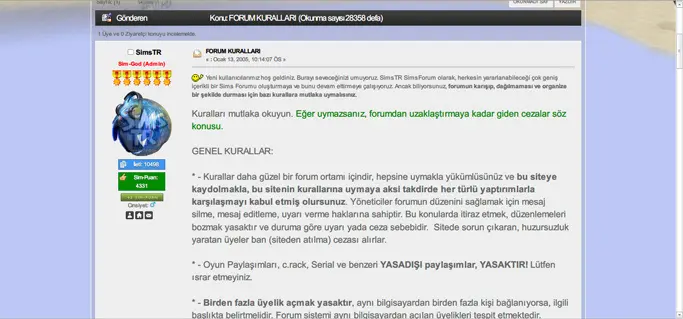 Gönderen Konu: FORUM KURALLARI (Okunma sayısı 28358 defa)
1 Üye ve 0 Ziyaretçi konuyu incelemekte.
SimsTR
Sim-God (Admin)
İleti: 10498
Sim-Puan:
4331
Cinsiyet:
FORUM KURALLARI
« : Ocak 13, 2005, 10:14:07 ÖS »
Yeni kullanıcılarımız hoş geldiniz. Burayı seveceğinizi umuyoruz. SimsTR Sims Forum olarak, herkesin yararlanabileceği çok geniş
içerikli bir Sims Forumu oluşturmaya ve bunu devam ettirmeye çalışıyoruz. Ancak biliyorsunuz, forumun karışıp, dağılmaması ve organize
bir şekilde durması için bazı kurallara mutlaka uymalısınız.
Kuralları mutlaka okuyun. Eğer uymazsanız, forumdan uzaklaştırmaya kadar giden cezalar söz
konusu.
GENEL KURALLAR:
* - Kurallar daha güzel bir forum ortamı içindir, hepsine uymakla yükümlüsünüz ve bu siteye
kaydolmakla, bu sitenin kurallarına uymaya aksi takdirde her türlü yaptırımlarla
karşılaşmayı kabul etmiş olursunuz. Yöneticiler forumun düzenini sağlamak için mesaj
silme, mesaj editleme, uyarı verme haklarına sahiptir. Bu konularda itiraz etmek, düzenlemeleri
bozmak yasaktır ve duruma göre uyarı yada ceza sebebidir. Sitede sorun çıkaran, huzursuzluk
yaratan üyeler ban (siteden atılma) cezası alırlar.
* - Oyun Paylaşımları, c.rack, Serial ve benzeri YASADIŞI paylaşımlar, YASAKTIR! Lütfen
ısrar etmeyiniz.
* - Birden fazla üyelik açmak yasaktır, aynı bilgisayardan birden fazla kişi bağlanıyorsa, ilgili
başlıkta belirtmelidir. Forum sistemi aynı bilgisayardan açılan üyelikleri tespit etmektedir.